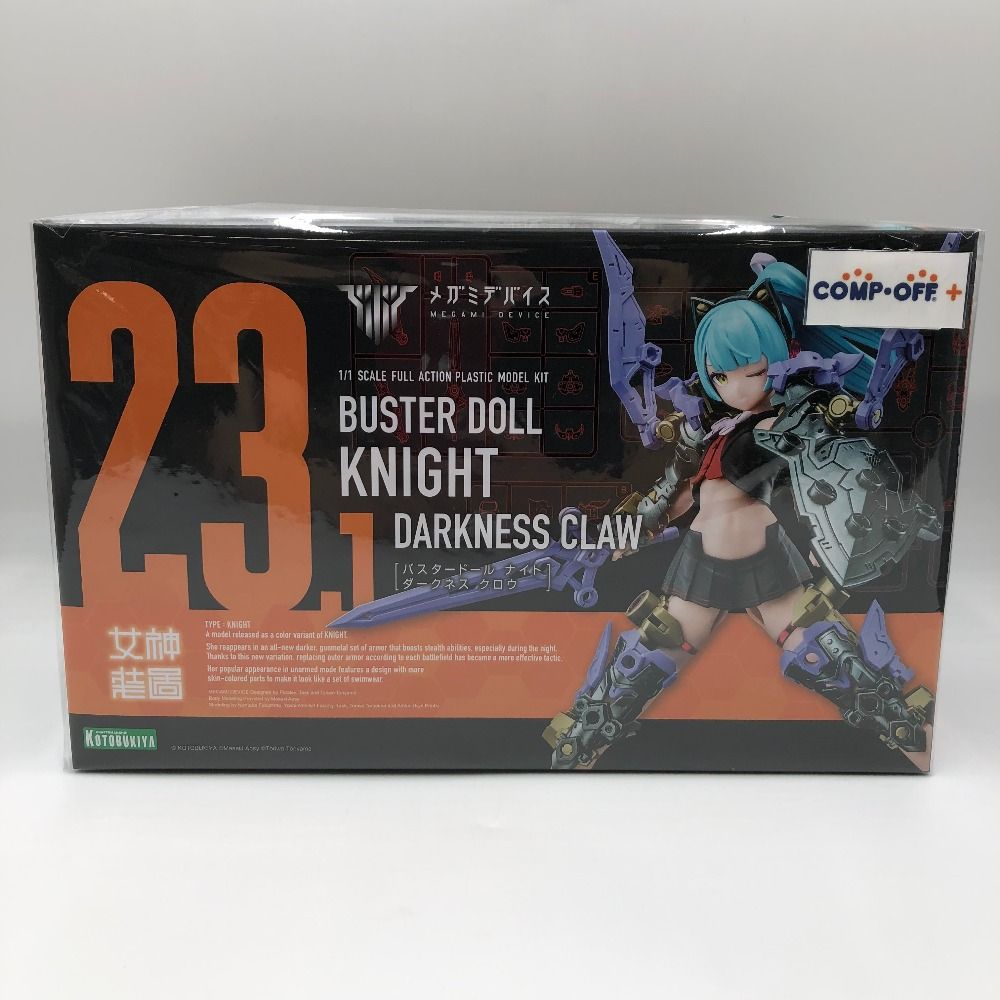 23.1
メガミデバイス
MEGAMI DEVICE
COMP・OFF +
1/1 SCALE FULL ACTION PLASTIC MODEL KIT
BUSTER DOLL
KNIGHT
DARKNESS CLAW
[バスタードール ナイト
ダークネス クロウ]
TYPE - KNIGHT
A model released as a color variant of KNIGHT.
She reappears in an all-new darker, gunmetal set of armor that boosts stealth abilities, especially during the night.
Thanks to this new variation, replacing outer armor according to each battlefield has become a more effective tactic.
Her popular appearance in unarmed mode features a design with more
skin-colored parts to make it look like a set of swimwear.
女神
装置
KOTOBUKIYA
© KOTOBUKIYA ©Masaki Apsy ©Toriwo Toriyama